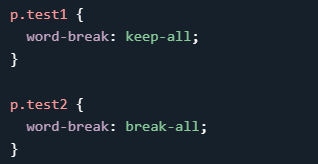 p.test1 {
  word-break: keep-all;
}

p.test2 {
  word-break: break-all;
}